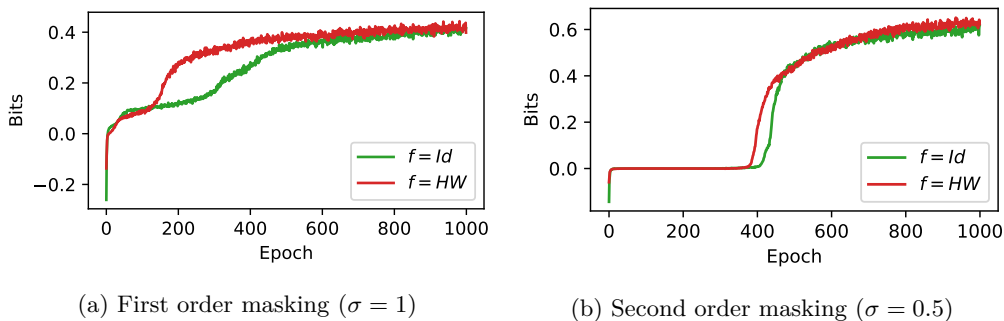 0.4
0.2
0.0
−0.2
Bits
0 200 400 600 800 1000
Epoch
f = Id
f = HW
(a) First order masking (σ = 1)
0.6
0.4
0.2
0.0
Bits
0 200 400 600 800 1000
Epoch
f = Id
f = HW
(b) Second order masking (σ = 0.5)